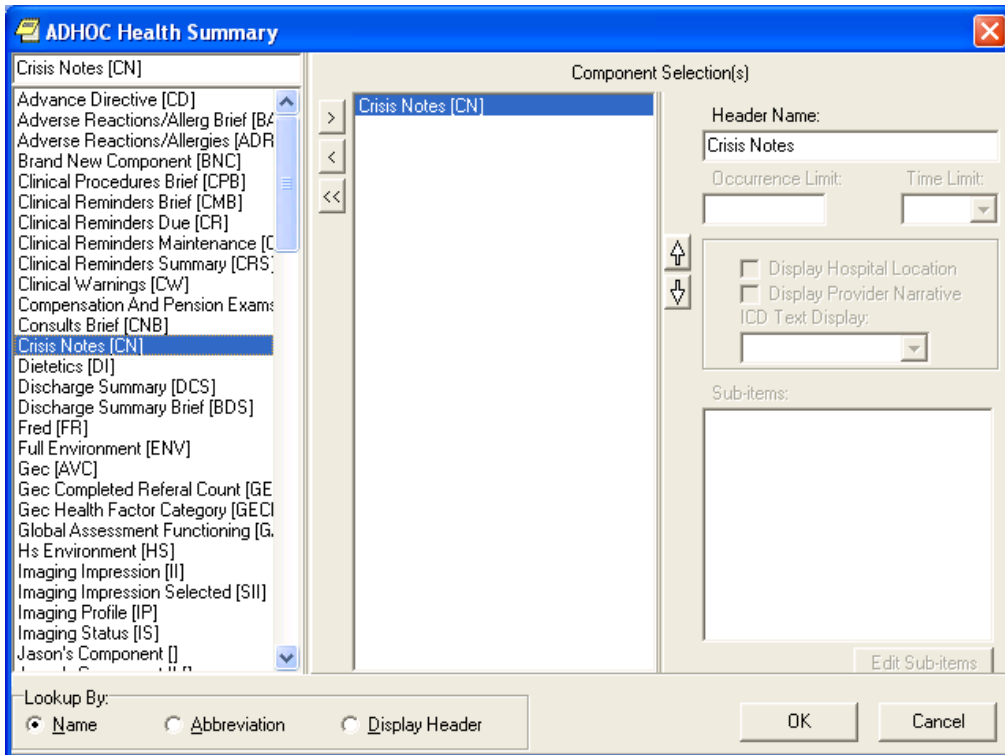 ADHOC Health Summary
Crisis Notes [CN]
Advance Directive [CD]
Adverse Reactions/Allerg Brief [BA
Adverse Reactions/Allergies [ADR
Brand New Component [BNC]
Clinical Procedures Brief [CPB]
Clinical Reminders Brief [CMB]
Clinical Reminders Due [CR]
Clinical Reminders Maintenance [C
Clinical Reminders Summary [CRS]
Clinical Warnings [CW]
Compensation And Pension Exams
Consults Brief [CNB]
Crisis Notes [CN]
Dietetics [DI]
Discharge Summary [DCS]
Discharge Summary Brief [BDS]
Fred [FR]
Full Environment [ENV]
Gec [AVC]
Gec Completed Referal Count [GE
Gec Health Factor Category [GECI
Global Assessment Functioning [G.
Hs Environment [HS]
Imaging Impression [II]
Imaging Impression Selected [SII]
Imaging Profile [IP]
Imaging Status [IS]
Jason's Component []
Component Selection(s)
>
<
<<
Crisis Notes [CN]
Header Name:
Crisis Notes
Occurrence Limit: Time Limit:
Display Hospital Location
Display Provider Narrative
ICD Text Display:
Sub-items:
Edit Sub-items
Lookup By:
Name Abbreviation Display Header
OK Cancel